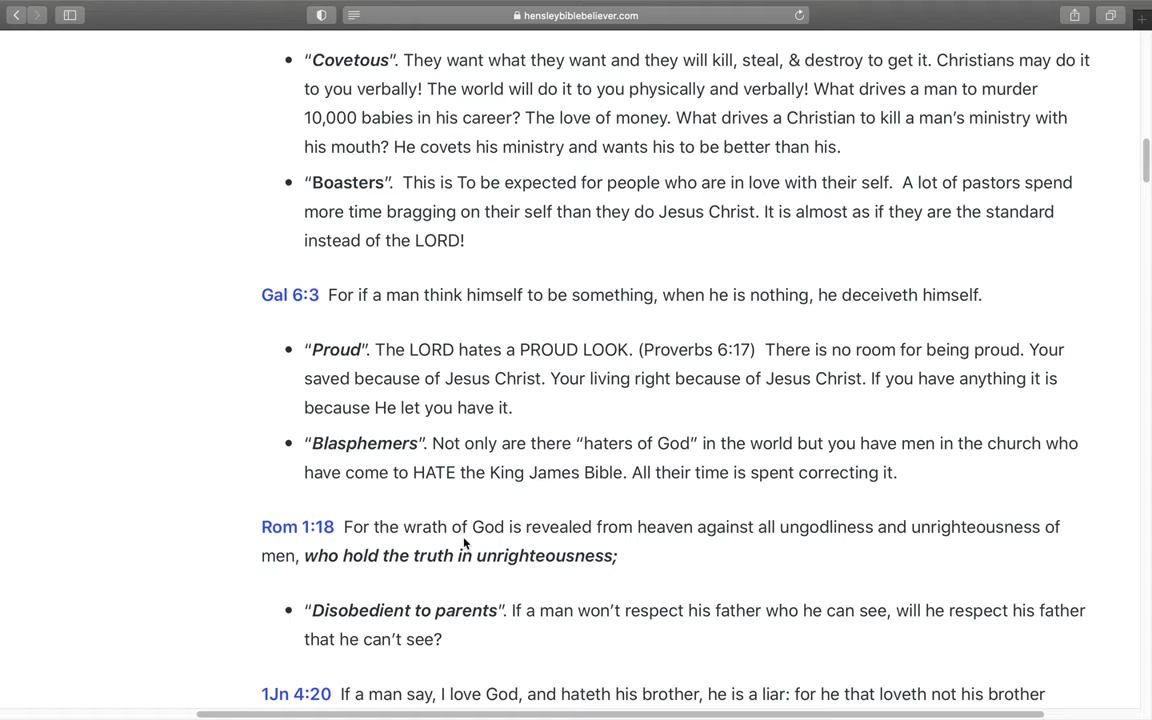 hensleybiblebeliever.com
• “Covetous”. They want what they want and they will kill, steal, & destroy to get it. Christians may do it
to you verbally! The world will do it to you physically and verbally! What drives a man to murder
10,000 babies in his career? The love of money. What drives a Christian to kill a man’s ministry with
his mouth? He covets his ministry and wants his to be better than his.
• “Boasters”.  This is To be expected for people who are in love with their self.  A lot of pastors spend
more time bragging on their self than they do Jesus Christ. It is almost as if they are the standard
instead of the LORD!
Gal 6:3  For if a man think himself to be something, when he is nothing, he deceiveth himself.
• “Proud”. The LORD hates a PROUD LOOK. (Proverbs 6:17)  There is no room for being proud. Your
saved because of Jesus Christ. Your living right because of Jesus Christ. If you have anything it is
because He let you have it.
• “Blasphemers”. Not only are there “haters of God” in the world but you have men in the church who
have come to HATE the King James Bible. All their time is spent correcting it.
Rom 1:18  For the wrath of God is revealed from heaven against all ungodliness and unrighteousness of
men, who hold the truth in unrighteousness;
• “Disobedient to parents”. If a man won’t respect his father who he can see, will he respect his father
that he can’t see?
1Jn 4:20  If a man say, I love God, and hateth his brother, he is a liar: for he that loveth not his brother